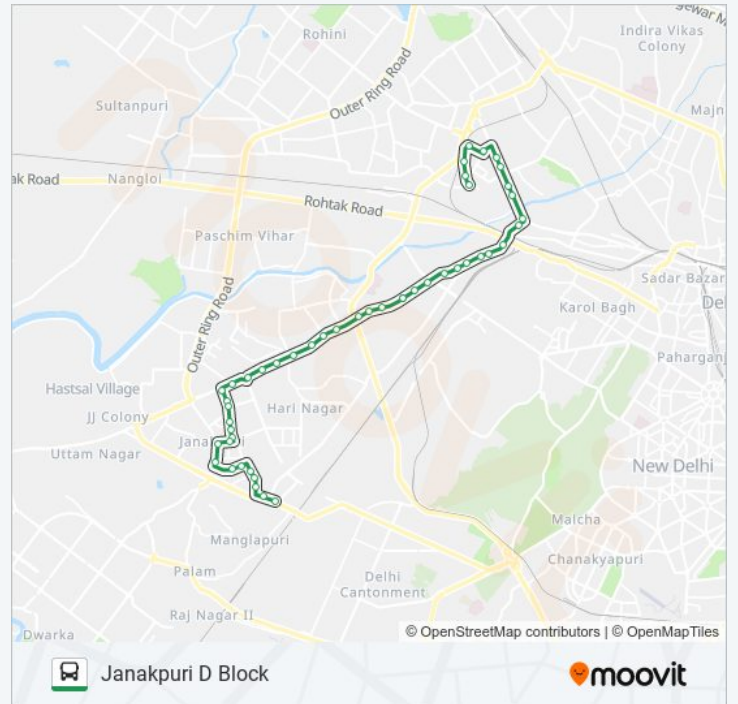 Rohini
Indira Vikas
Colony
Outer Ring Road
Sultanpuri
Nangloi
Rohtak Road
Paschim Vihar
Sadar Bazar
Karol Bagh
Outer Ring Road
Hastsal Village
Hari Nagar
JJ Colony
Uttam Nagar
New Delhi
Malcha
Manglapuri
Chanakyapuri
Palam
Delhi
Cantonment
Raj Nagar II
Dwarka
© OpenStreetMap contributors | © OpenMapTiles
Janakpuri D Block
moovit